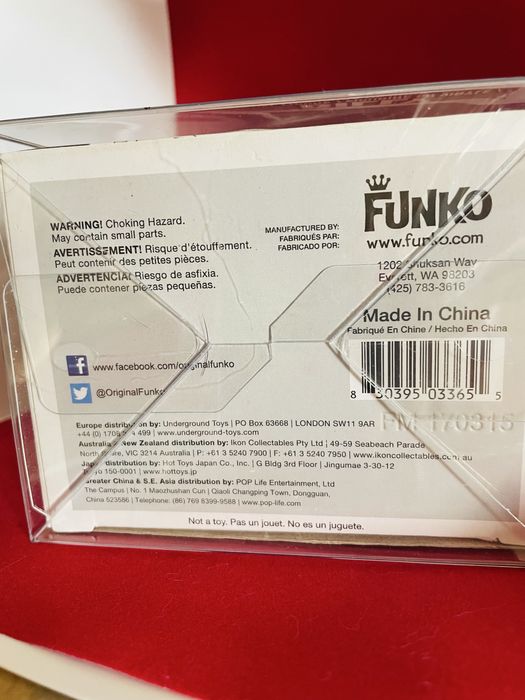 WARNING! Choking Hazard.
May contain small parts.
AVERTISSEMENT! Risque d'étouffement.
Peut contenir des petites pièces.
ADVERTENCIA! Riesgo de asfixia.
Puede contener piezas pequeñas.
MANUFACTURED BY:
FABRIQUÉS PAR:
FABRICADO POR:
FUNKO
www.funko.com
1202 Shuksan Way
Everett, WA 98203
(425) 783-3616
Made In China
Fabriqué En Chine / Hecho En China
8 30395 03365 5
PM 170315
www.facebook.com/originalfunko
@OriginalFunko
Europe distribution by: Underground Toys | PO Box 63668 | LONDON SW11 9AR
+44 (0) 1708 499 | www.underground-toys.com
Australia New Zealand distribution by: Ikon Collectables Pty Ltd | 49-59 Seabeach Parade
North VIC 3214 Australia | P: +61 3 5240 7900 | F: +61 3 5240 7950 | www.ikoncollectables.com.au
Japan distribution by: Hot Toys Japan Co., Inc. | G Bldg 3rd Floor | Jingumae 3-30-12
150-0001 | www.hottoys.jp
Greater China & S.E. Asia distribution by: POP Life Entertainment, Ltd
The Campus | No. 1 Maozhushan Cun | Qiaoli Changping Town, Dongguan,
China 523586 | Telephone: (86) 769 8399-9588 | www.pop-life.com
Not a toy. Pas un jouet. No es un juguete.